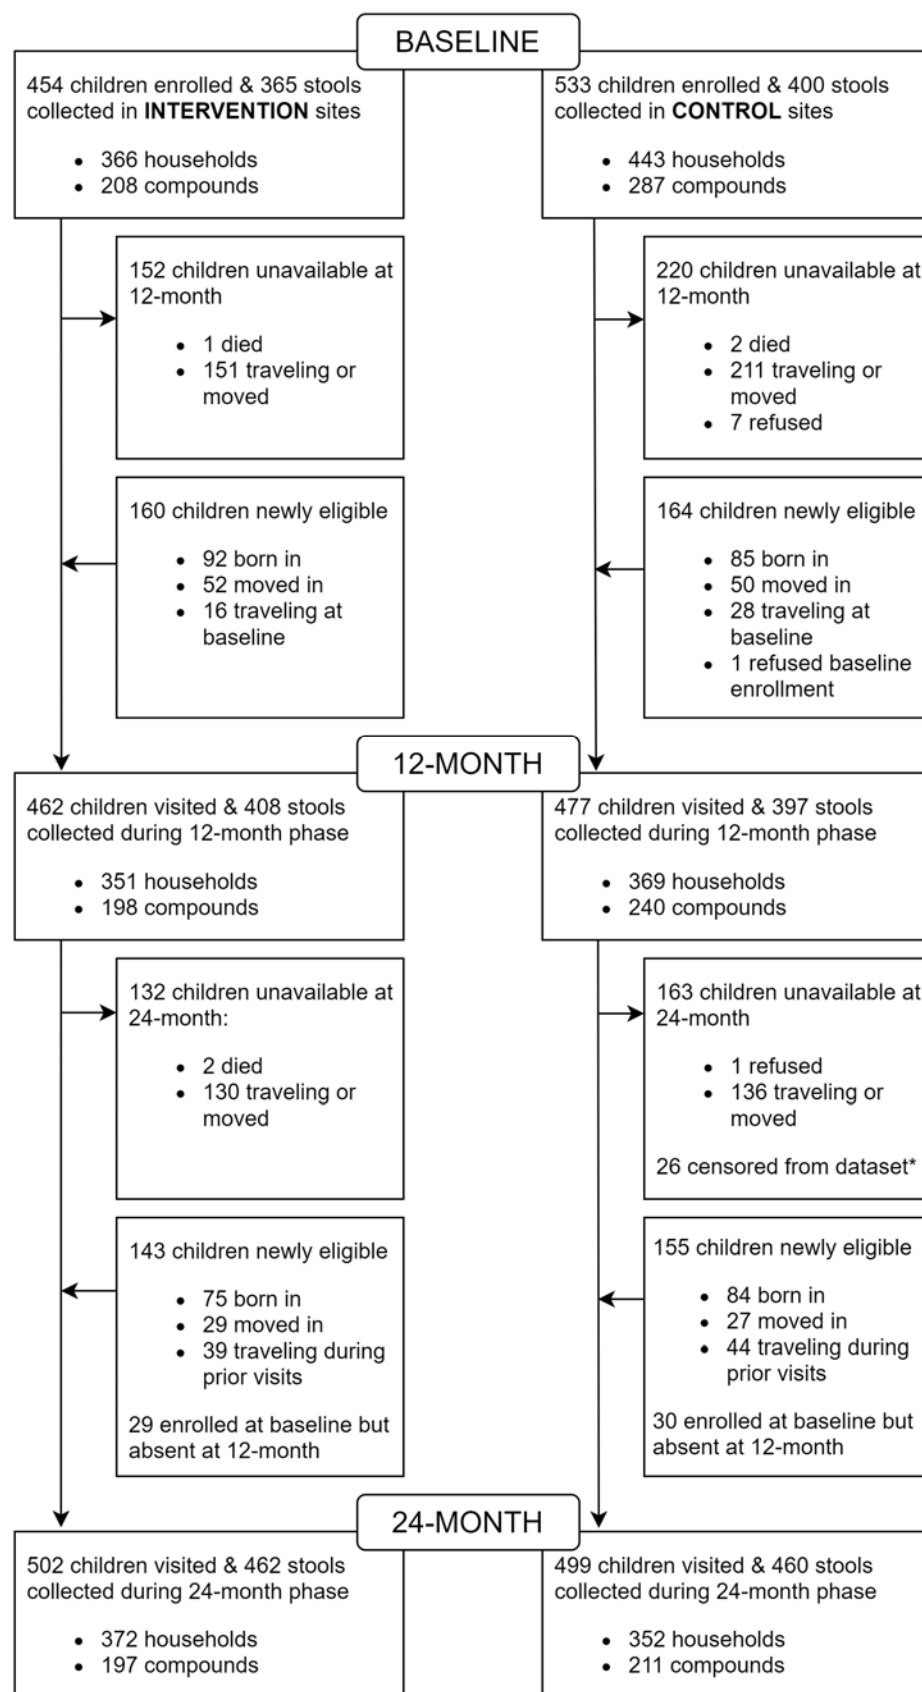 BASELINE
454 children enrolled & 365 stools
collected in INTERVENTION sites
• 366 households
• 208 compounds
533 children enrolled & 400 stools
collected in CONTROL sites
• 443 households
• 287 compounds
152 children unavailable at
12-month
• 1 died
• 151 traveling or
moved
220 children unavailable at
12-month
• 2 died
• 211 traveling or
moved
• 7 refused
160 children newly eligible
• 92 born in
• 52 moved in
• 16 traveling at
baseline
164 children newly eligible
• 85 born in
• 50 moved in
• 28 traveling at
baseline
• 1 refused baseline
enrollment
12-MONTH
462 children visited & 408 stools
collected during 12-month phase
• 351 households
• 198 compounds
477 children visited & 397 stools
collected during 12-month phase
• 369 households
• 240 compounds
132 children unavailable at
24-month:
• 2 died
• 130 traveling or
moved
163 children unavailable at
24-month
• 1 refused
• 136 traveling or
moved
26 censored from dataset*
143 children newly eligible
• 75 born in
• 29 moved in
• 39 traveling during
prior visits
29 enrolled at baseline but
absent at 12-month
155 children newly eligible
• 84 born in
• 27 moved in
• 44 traveling during
prior visits
30 enrolled at baseline but
absent at 12-month
24-MONTH
502 children visited & 462 stools
collected during 24-month phase
• 372 households
• 197 compounds
499 children visited & 460 stools
collected during 24-month phase
• 352 households
• 211 compounds